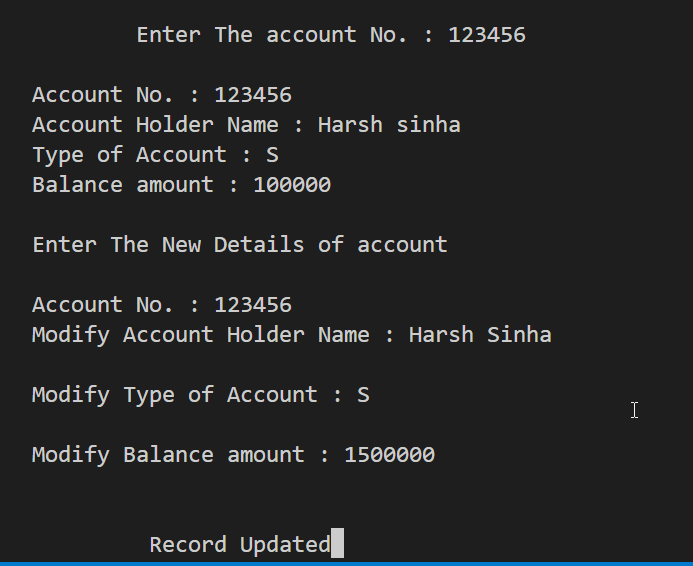 Enter The account No. : 123456
Account No. : 123456
Account Holder Name : Harsh sinha
Type of Account : S
Balance amount : 100000
Enter The New Details of account
Account No. : 123456
Modify Account Holder Name : Harsh Sinha
Modify Type of Account : S
Modify Balance amount : 1500000
Record Updated